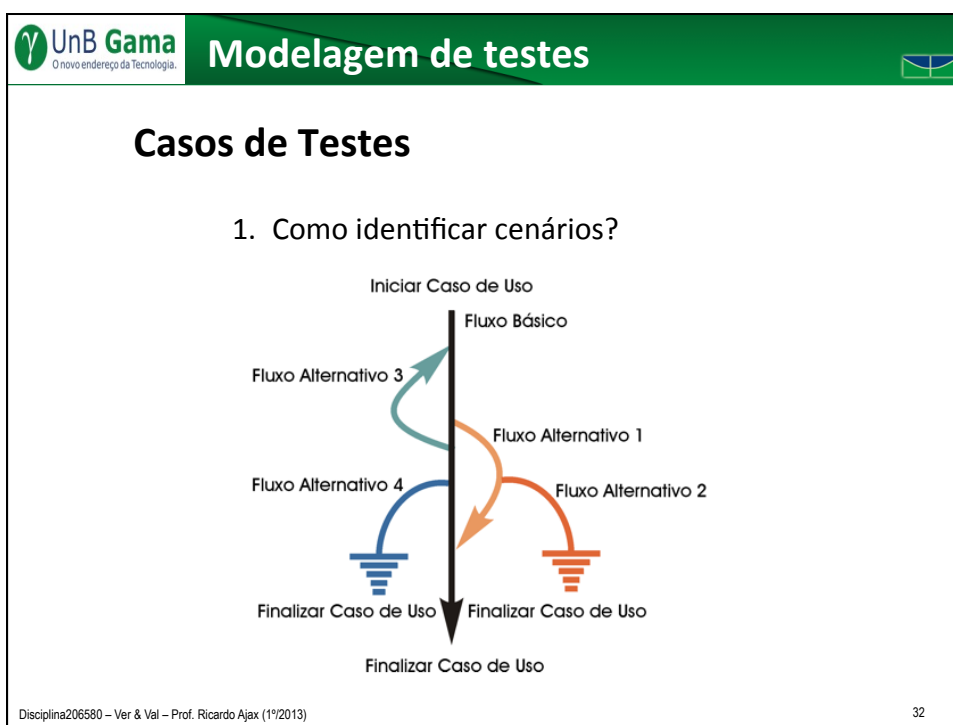 UnB Gama
O novo endereço da Tecnologia.
Modelagem de testes
Casos de Testes
1. Como identificar cenários?
Iniciar Caso de Uso
Fluxo Básico
Fluxo Alternativo 3
Fluxo Alternativo 1
Fluxo Alternativo 4
Fluxo Alternativo 2
Finalizar Caso de Uso
Finalizar Caso de Uso
Finalizar Caso de Uso
Disciplina206580 – Ver & Val – Prof. Ricardo Ajax (1º/2013)
32